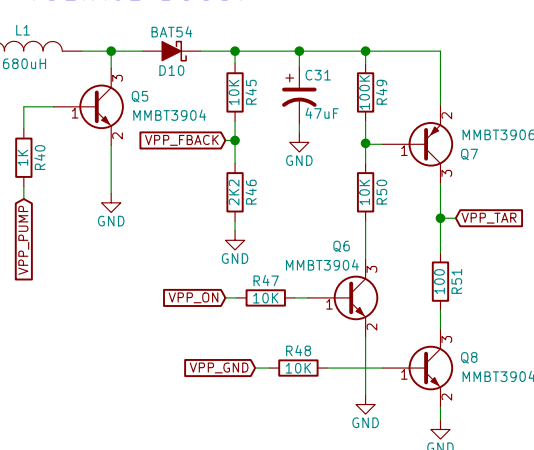 L1
680uH
BAT54
D10
3
Q5
MMBT3904
1
2
1K
R40
VPP_PUMP
GND
10K
R45
VPP_FBACK
2K2
R46
GND
+
C31
47uF
GND
100K
R49
10K
R50
2
MMBT3906
Q7
1
3
VPP_TAR
Q6
MMBT3904
3
1
2
VPP_ON
R47
10K
100
R51
VPP_GND
R48
10K
3
Q8
MMBT3904
1
2
GND
GND